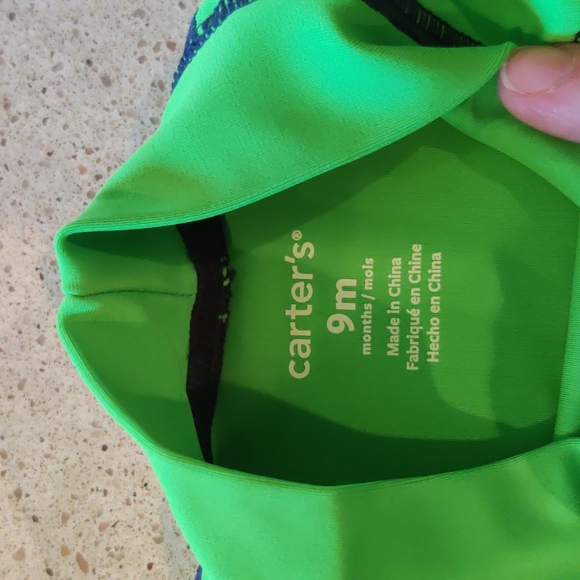 carter's®
9m
months / mois
Made in China
Fabriqué en Chine
Hecho en China